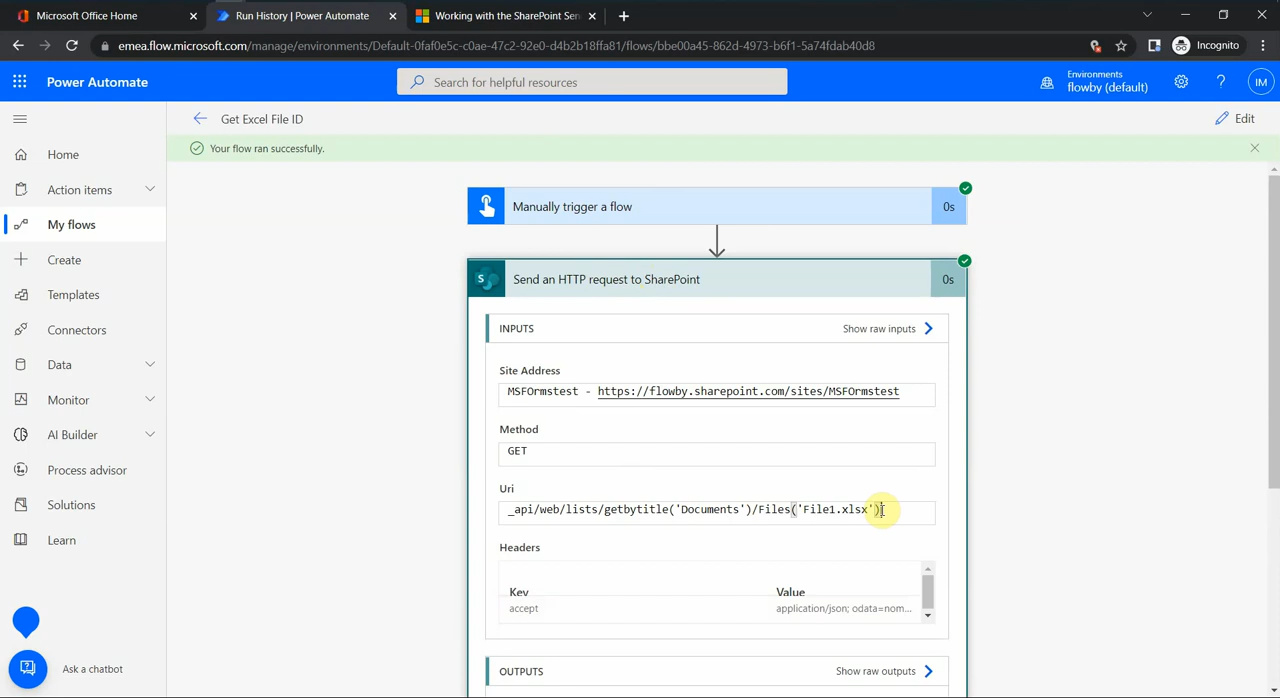 Microsoft Office Home
Run History | Power Automate
Working with the SharePoint Ser
emea.flow.microsoft.com/manage/environments/Default-0faf0e5c-c0ae-47c2-92e0-d4b2b18ffa81/flows/bbe00a45-862d-4973-b6f1-5a74fdab40d8
Incognito
Power Automate
Search for helpful resources
Environments
flowby (default)
IM
Get Excel File ID
Edit
Your flow ran successfully.
Home
Action items
My flows
Create
Templates
Connectors
Data
Monitor
AI Builder
Process advisor
Solutions
Learn
Ask a chatbot
Manually trigger a flow
0s
Send an HTTP request to SharePoint
0s
INPUTS
Show raw inputs
Site Address
MSFOrmstest - https://flowby.sharepoint.com/sites/MSFOrmstest
Method
GET
Uri
_api/web/lists/getbytitle('Documents')/Files('File1.xlsx')
Headers
Key
Value
accept
application/json; odata=nom...
OUTPUTS
Show raw outputs